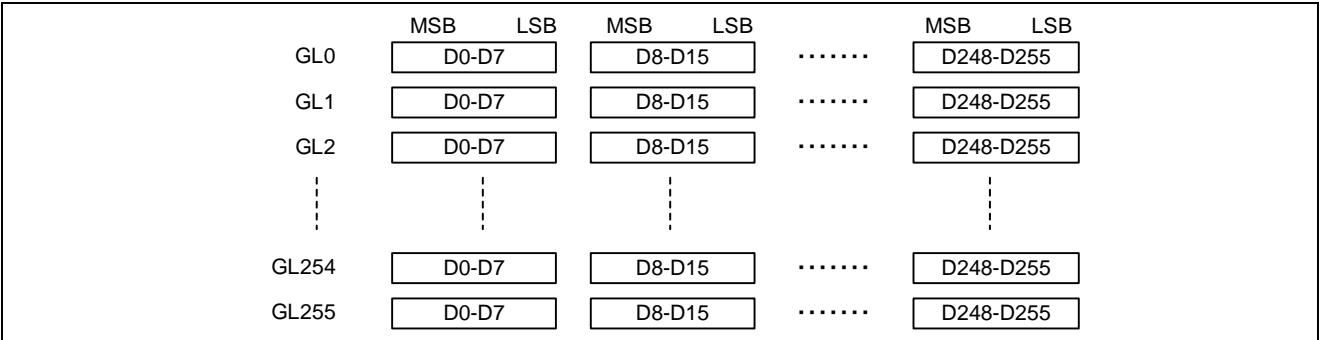 MSB LSB MSB LSB MSB LSB
GL0 D0-D7 D8-D15 ······· D248-D255
GL1 D0-D7 D8-D15 ······· D248-D255
GL2 D0-D7 D8-D15 ······· D248-D255
GL254 D0-D7 D8-D15 ······· D248-D255
GL255 D0-D7 D8-D15 ······· D248-D255